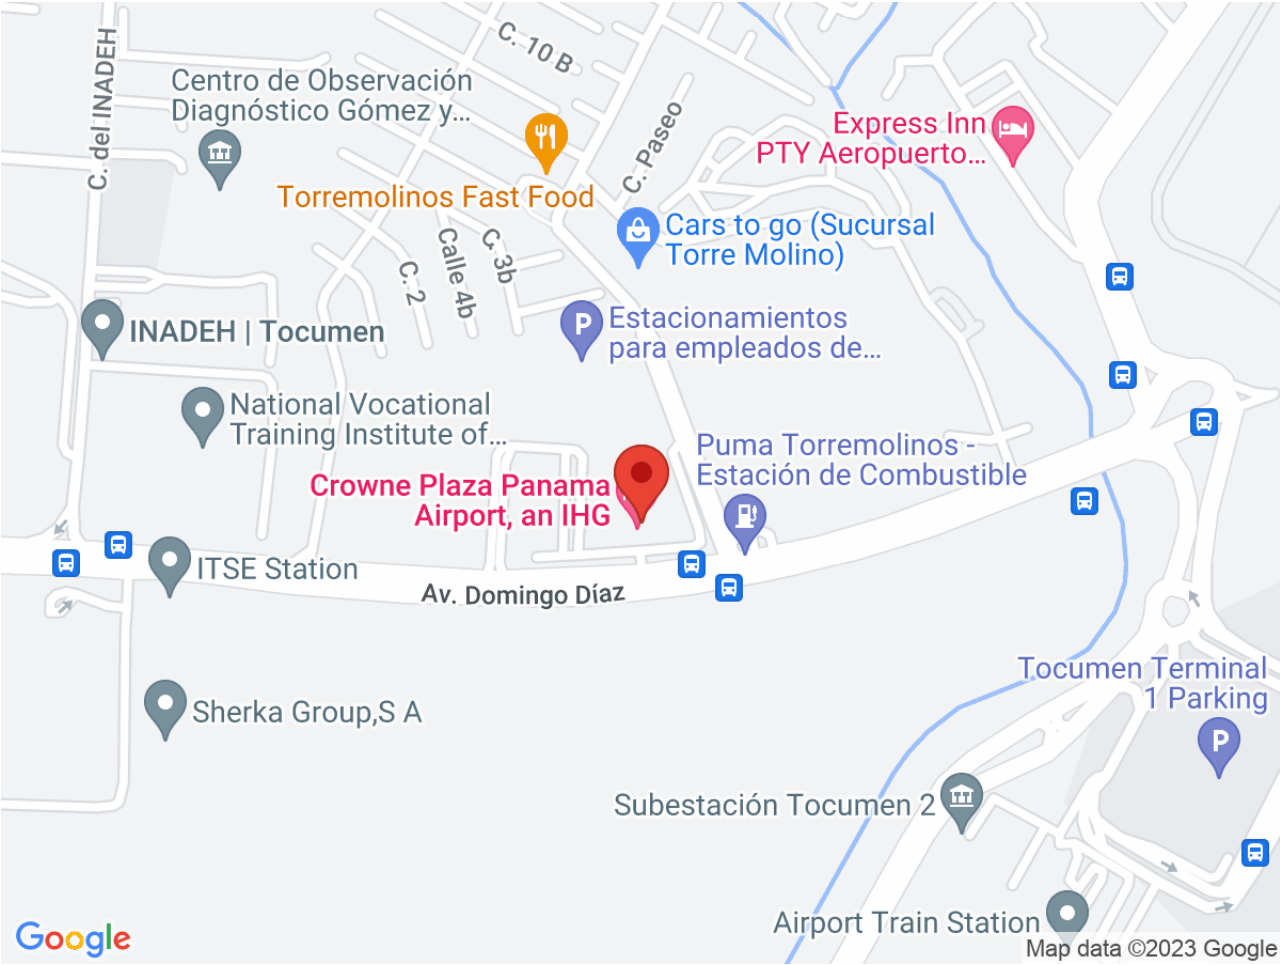 C. 10 B
C. del INADEH
Centro de Observación
Diagnóstico Gómez y...
C. Paseo
Express Inn
PTY Aeropuerto...
Torremolinos Fast Food
Cars to go (Sucursal
Torre Molino)
Calle 4b
C. 3b
C. 2
INADEH | Tocumen
P
Estacionamientos
para empleados de...
National Vocational
Training Institute of...
Puma Torremolinos -
Estación de Combustible
Crowne Plaza Panama
Airport, an IHG
ITSE Station
Av. Domingo Díaz
Tocumen Terminal
1 Parking
P
Sherka Group,S A
Subestación Tocumen 2
Airport Train Station
Google
Map data ©2023 Google